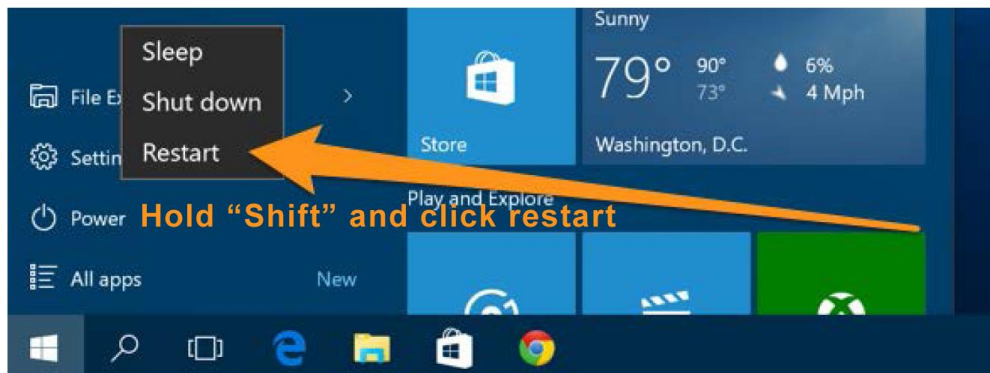 Sleep
Shut down
Restart
File Ex
Settin
Power
All apps
New
Hold “Shift” and click restart
Store
Sunny
79°
90°
73°
6%
4 Mph
Washington, D.C.
Play and Explore